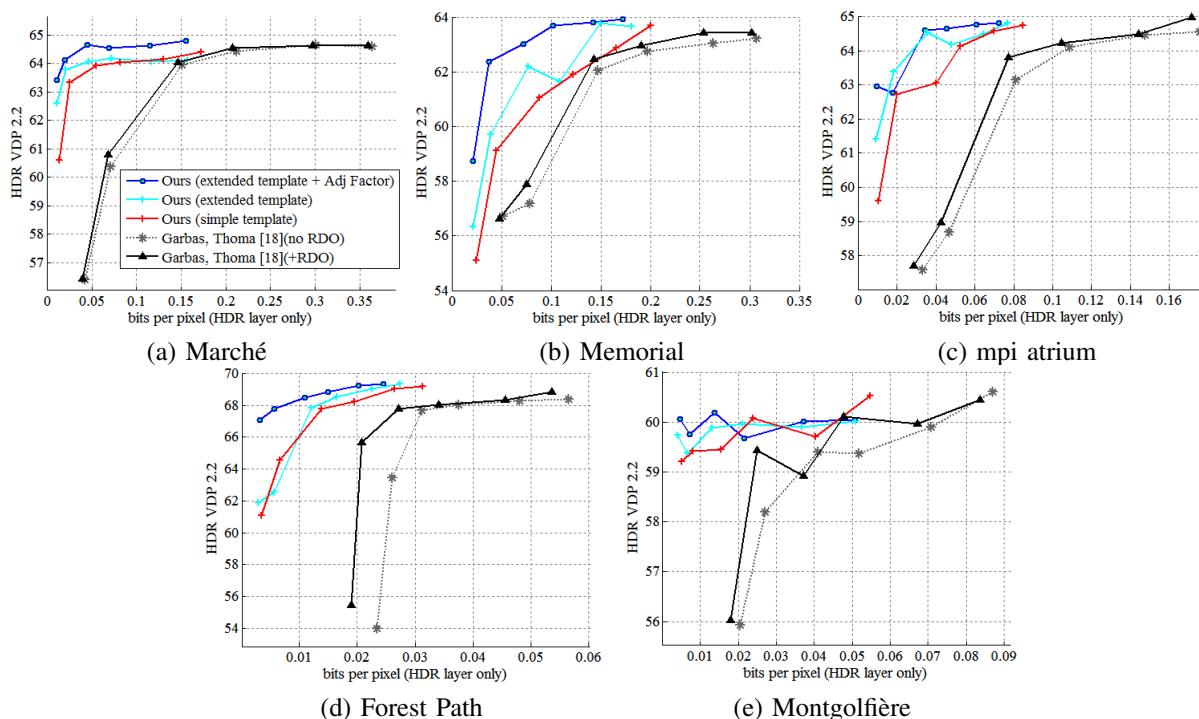 65
64
63
62
61
60
59
58
57
HDR VDP 2.2
Ours (extended template + Adj Factor)
Ours (extended template)
Ours (simple template)
Garbas, Thoma [18](no RDO)
Garbas, Thoma [18](+RDO)
0 0.05 0.1 0.15 0.2 0.25 0.3 0.35
bits per pixel (HDR layer only)
(a) Marché
64
62
60
58
56
54
HDR VDP 2.2
0 0.05 0.1 0.15 0.2 0.25 0.3 0.35
bits per pixel (HDR layer only)
(b) Memorial
65
64
63
62
61
60
59
58
HDR VDP 2.2
0 0.02 0.04 0.06 0.08 0.1 0.12 0.14 0.16
bits per pixel (HDR layer only)
(c) mpi atrium
70
68
66
64
62
60
58
56
54
HDR VDP 2.2
0.01 0.02 0.03 0.04 0.05 0.06
bits per pixel (HDR layer only)
(d) Forest Path
61
60
59
58
57
56
HDR VDP 2.2
0.01 0.02 0.03 0.04 0.05 0.06 0.07 0.08 0.09
bits per pixel (HDR layer only)
(e) Montgolfière